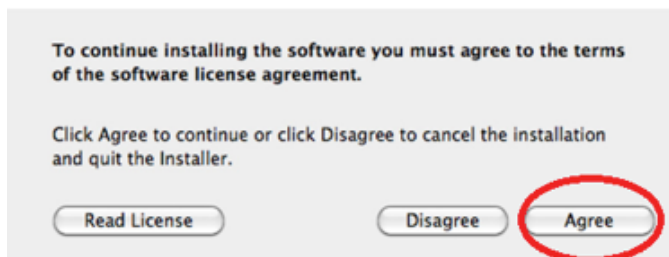 To continue installing the software you must agree to the terms
of the software license agreement.
Click Agree to continue or click Disagree to cancel the installation
and quit the Installer.
Read License Disagree Agree